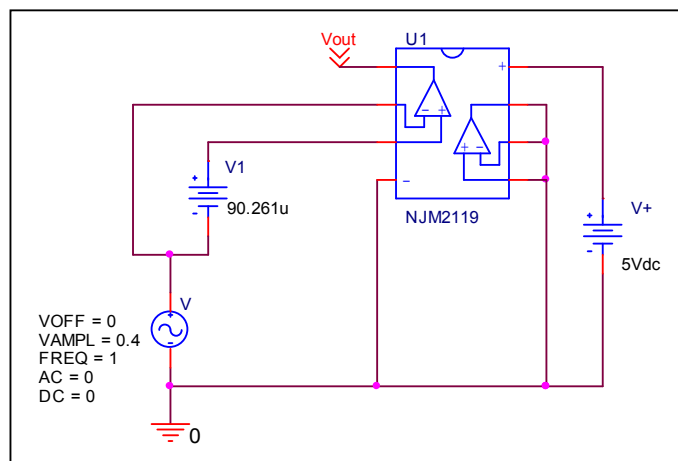 Vout
U1
+
- +
+ -
-
NJM2119
+
V1
-
90.261u
+
V+
-
5Vdc
V
+
-
VOFF = 0
VAMPL = 0.4
FREQ = 1
AC = 0
DC = 0
0